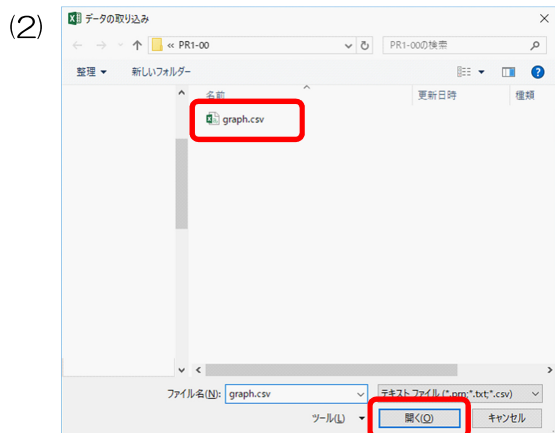 (2)
データの取り込み
« PR1-00
PR1-00の検索
整理 新しいフォルダー
名前 更新日時 種類
graph.csv
ファイル名(N): graph.csv テキスト ファイル (*.prn;*.txt;*.csv)
ツール(L) 開く(O) キャンセル